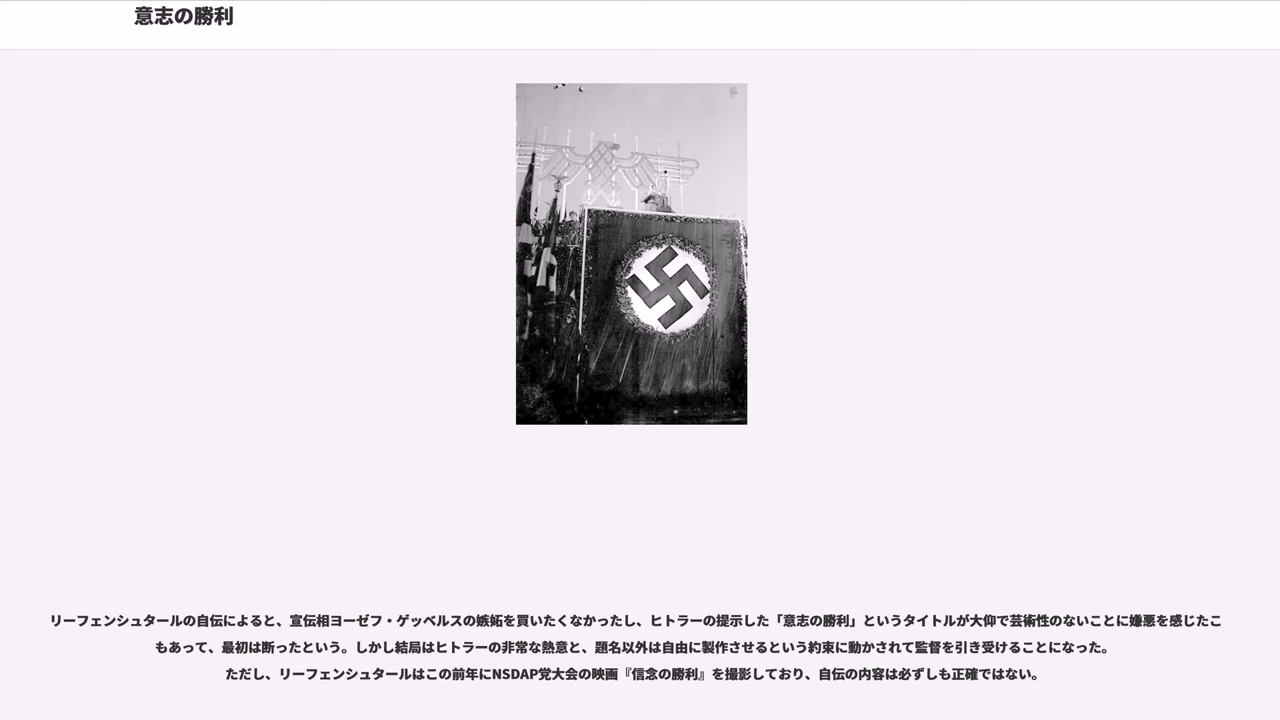 意志の勝利
リーフェンシュタールの自伝によると、宣伝相ヨーゼフ・ゲッベルスの嫉妬を買いたくなかったし、ヒトラーの提示した「意志の勝利」というタイトルが大仰で芸術性のないことに嫌悪を感じたこ
もあって、最初は断ったという。しかし結局はヒトラーの非常な熱意と、題名以外は自由に製作させるという約束に動かされて監督を引き受けることになった。
ただし、リーフェンシュタールはこの前年にNSDAP党大会の映画『信念の勝利』を撮影しており、自伝の内容は必ずしも正確ではない。